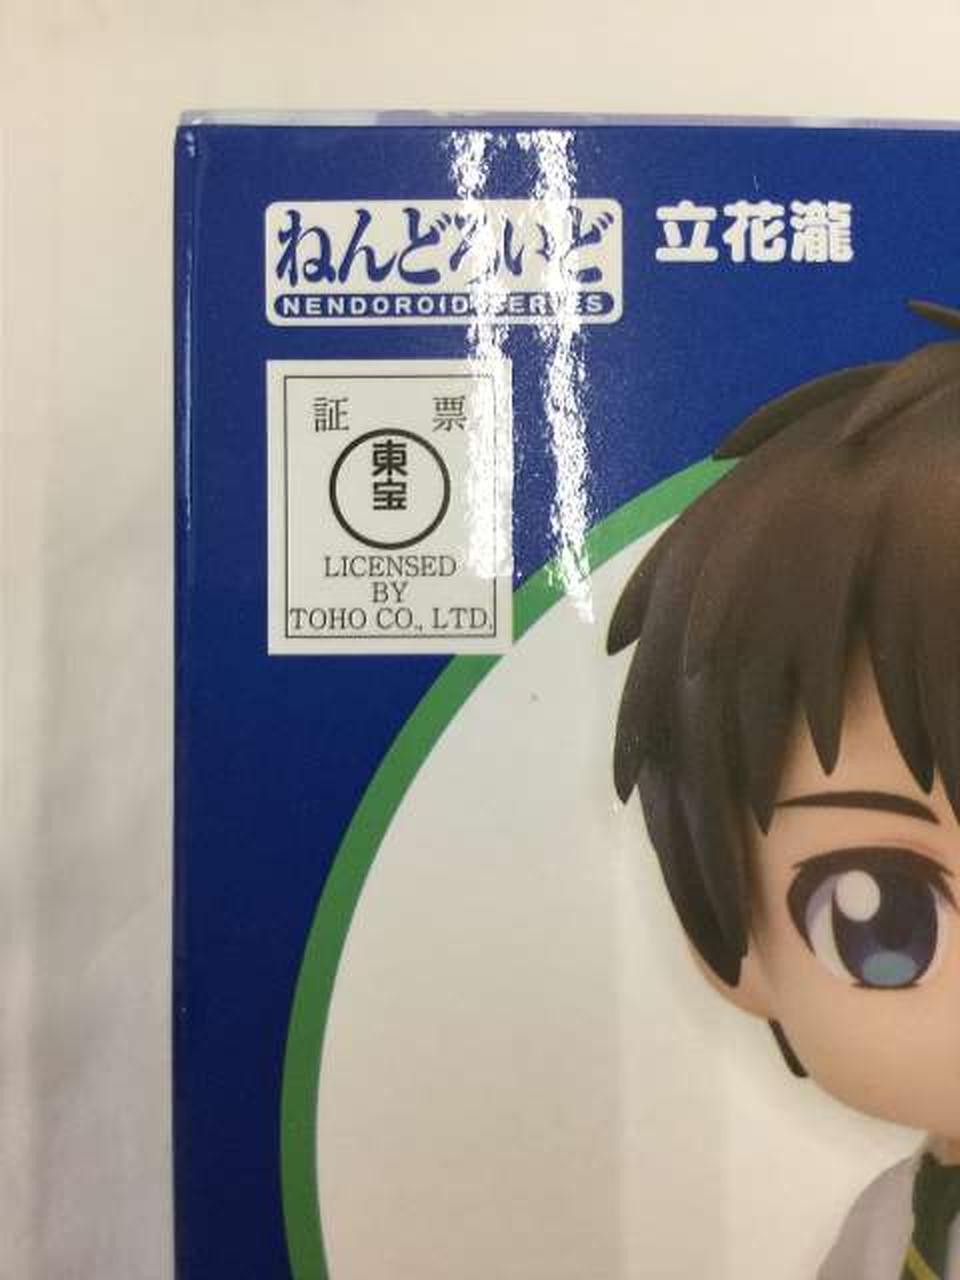 ねんどろいど
NENDOROID SERIES
立花瀧
証 票
東
宝
LICENSED
BY
TOHO CO., LTD.